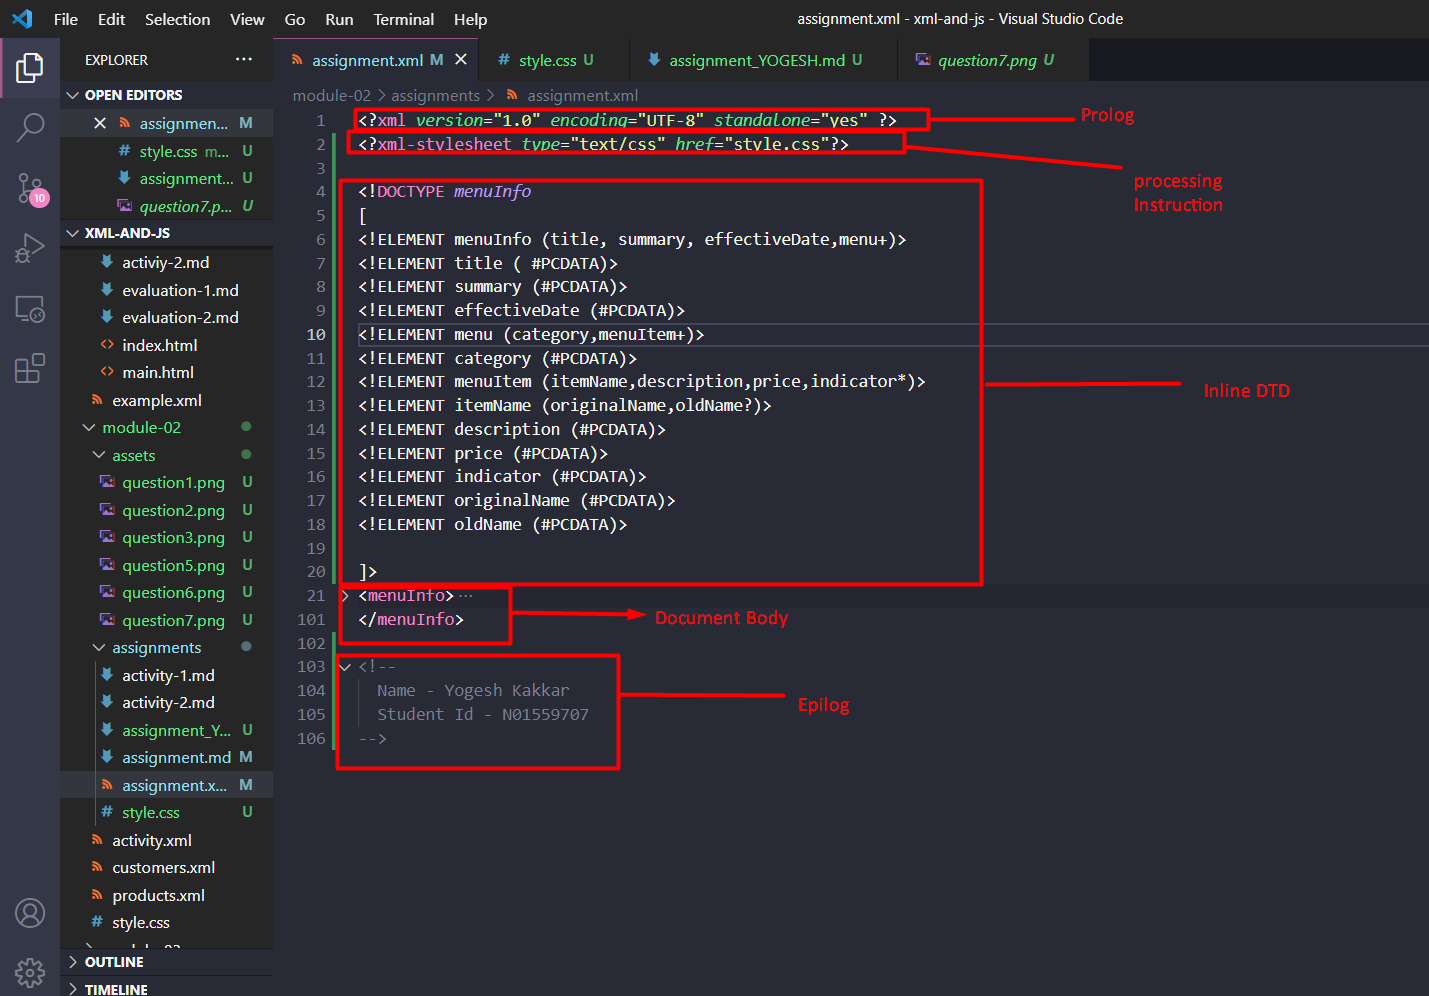 File Edit Selection View Go Run Terminal Help
assignment.xml - xml-and-js - Visual Studio Code
EXPLORER ...
OPEN EDITORS
assignmen... M
style.css m... U
assignment... U
question7.p... U
10
XML-AND-JS
activiy-2.md
evaluation-1.md
evaluation-2.md
index.html
main.html
example.xml
module-02
assets
question1.png U
question2.png U
question3.png U
question5.png U
question6.png U
question7.png U
assignments
activity-1.md
activity-2.md
assignment_Y... U
assignment.md M
assignment.x... M
style.css U
activity.xml
customers.xml
products.xml
style.css
OUTLINE
TIMELINE
assignment.xml M
style.css U
assignment_YOGESH.md U
question7.png U
module-02 > assignments > assignment.xml
1 <?xml version="1.0" encoding="UTF-8" standalone="yes" ?>
2 <?xml-stylesheet type="text/css" href="style.css"?>
3
4 <!DOCTYPE menuInfo
5 [
6 <!ELEMENT menuInfo (title, summary, effectiveDate,menu+)>
7 <!ELEMENT title ( #PCDATA)>
8 <!ELEMENT summary (#PCDATA)>
9 <!ELEMENT effectiveDate (#PCDATA)>
10 <!ELEMENT menu (category,menuItem+)>
11 <!ELEMENT category (#PCDATA)>
12 <!ELEMENT menuItem (itemName,description,price,indicator*)>
13 <!ELEMENT itemName (originalName,oldName?)>
14 <!ELEMENT description (#PCDATA)>
15 <!ELEMENT price (#PCDATA)>
16 <!ELEMENT indicator (#PCDATA)>
17 <!ELEMENT originalName (#PCDATA)>
18 <!ELEMENT oldName (#PCDATA)>
19
20 ]>
21 <menuInfo>...
101 </menuInfo>
102
103 <!--
104 Name - Yogesh Kakkar
105 Student Id - N01559707
106 -->
Prolog
processing
Instruction
Inline DTD
Document Body
Epilog